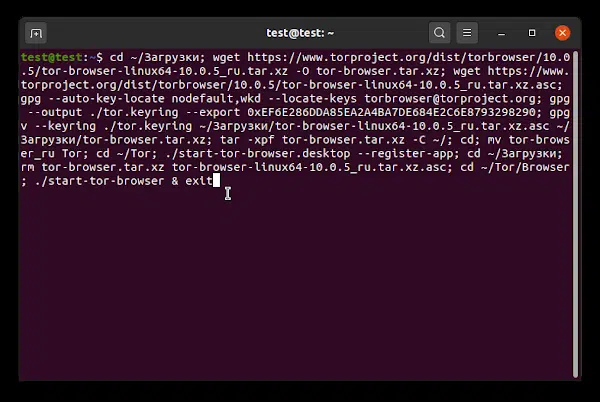 test@test: ~
test@test:~$ cd ~/Загрузки; wget https://www.torproject.org/dist/torbrowser/10.0
.5/tor-browser-linux64-10.0.5_ru.tar.xz -O tor-browser.tar.xz; wget https://www.
torproject.org/dist/torbrowser/10.0.5/tor-browser-linux64-10.0.5_ru.tar.xz.asc;
gpg --auto-key-locate nodefault,wkd --locate-keys torbrowser@torproject.org; gpg
--output ./tor.keyring --export 0xEF6E286DDA85EA2A4BA7DE684E2C6E8793298290; gpg
v --keyring ./tor.keyring ~/Загрузки/tor-browser-linux64-10.0.5_ru.tar.xz.asc ~/
Загрузки/tor-browser.tar.xz; tar -xpf tor-browser.tar.xz -C ~/; cd; mv tor-brows
er_ru Tor; cd ~/Tor; ./start-tor-browser.desktop --register-app; cd ~/Загрузки;
rm tor-browser.tar.xz tor-browser-linux64-10.0.5_ru.tar.xz.asc; cd ~/Tor/Browser
; ./start-tor-browser & exit